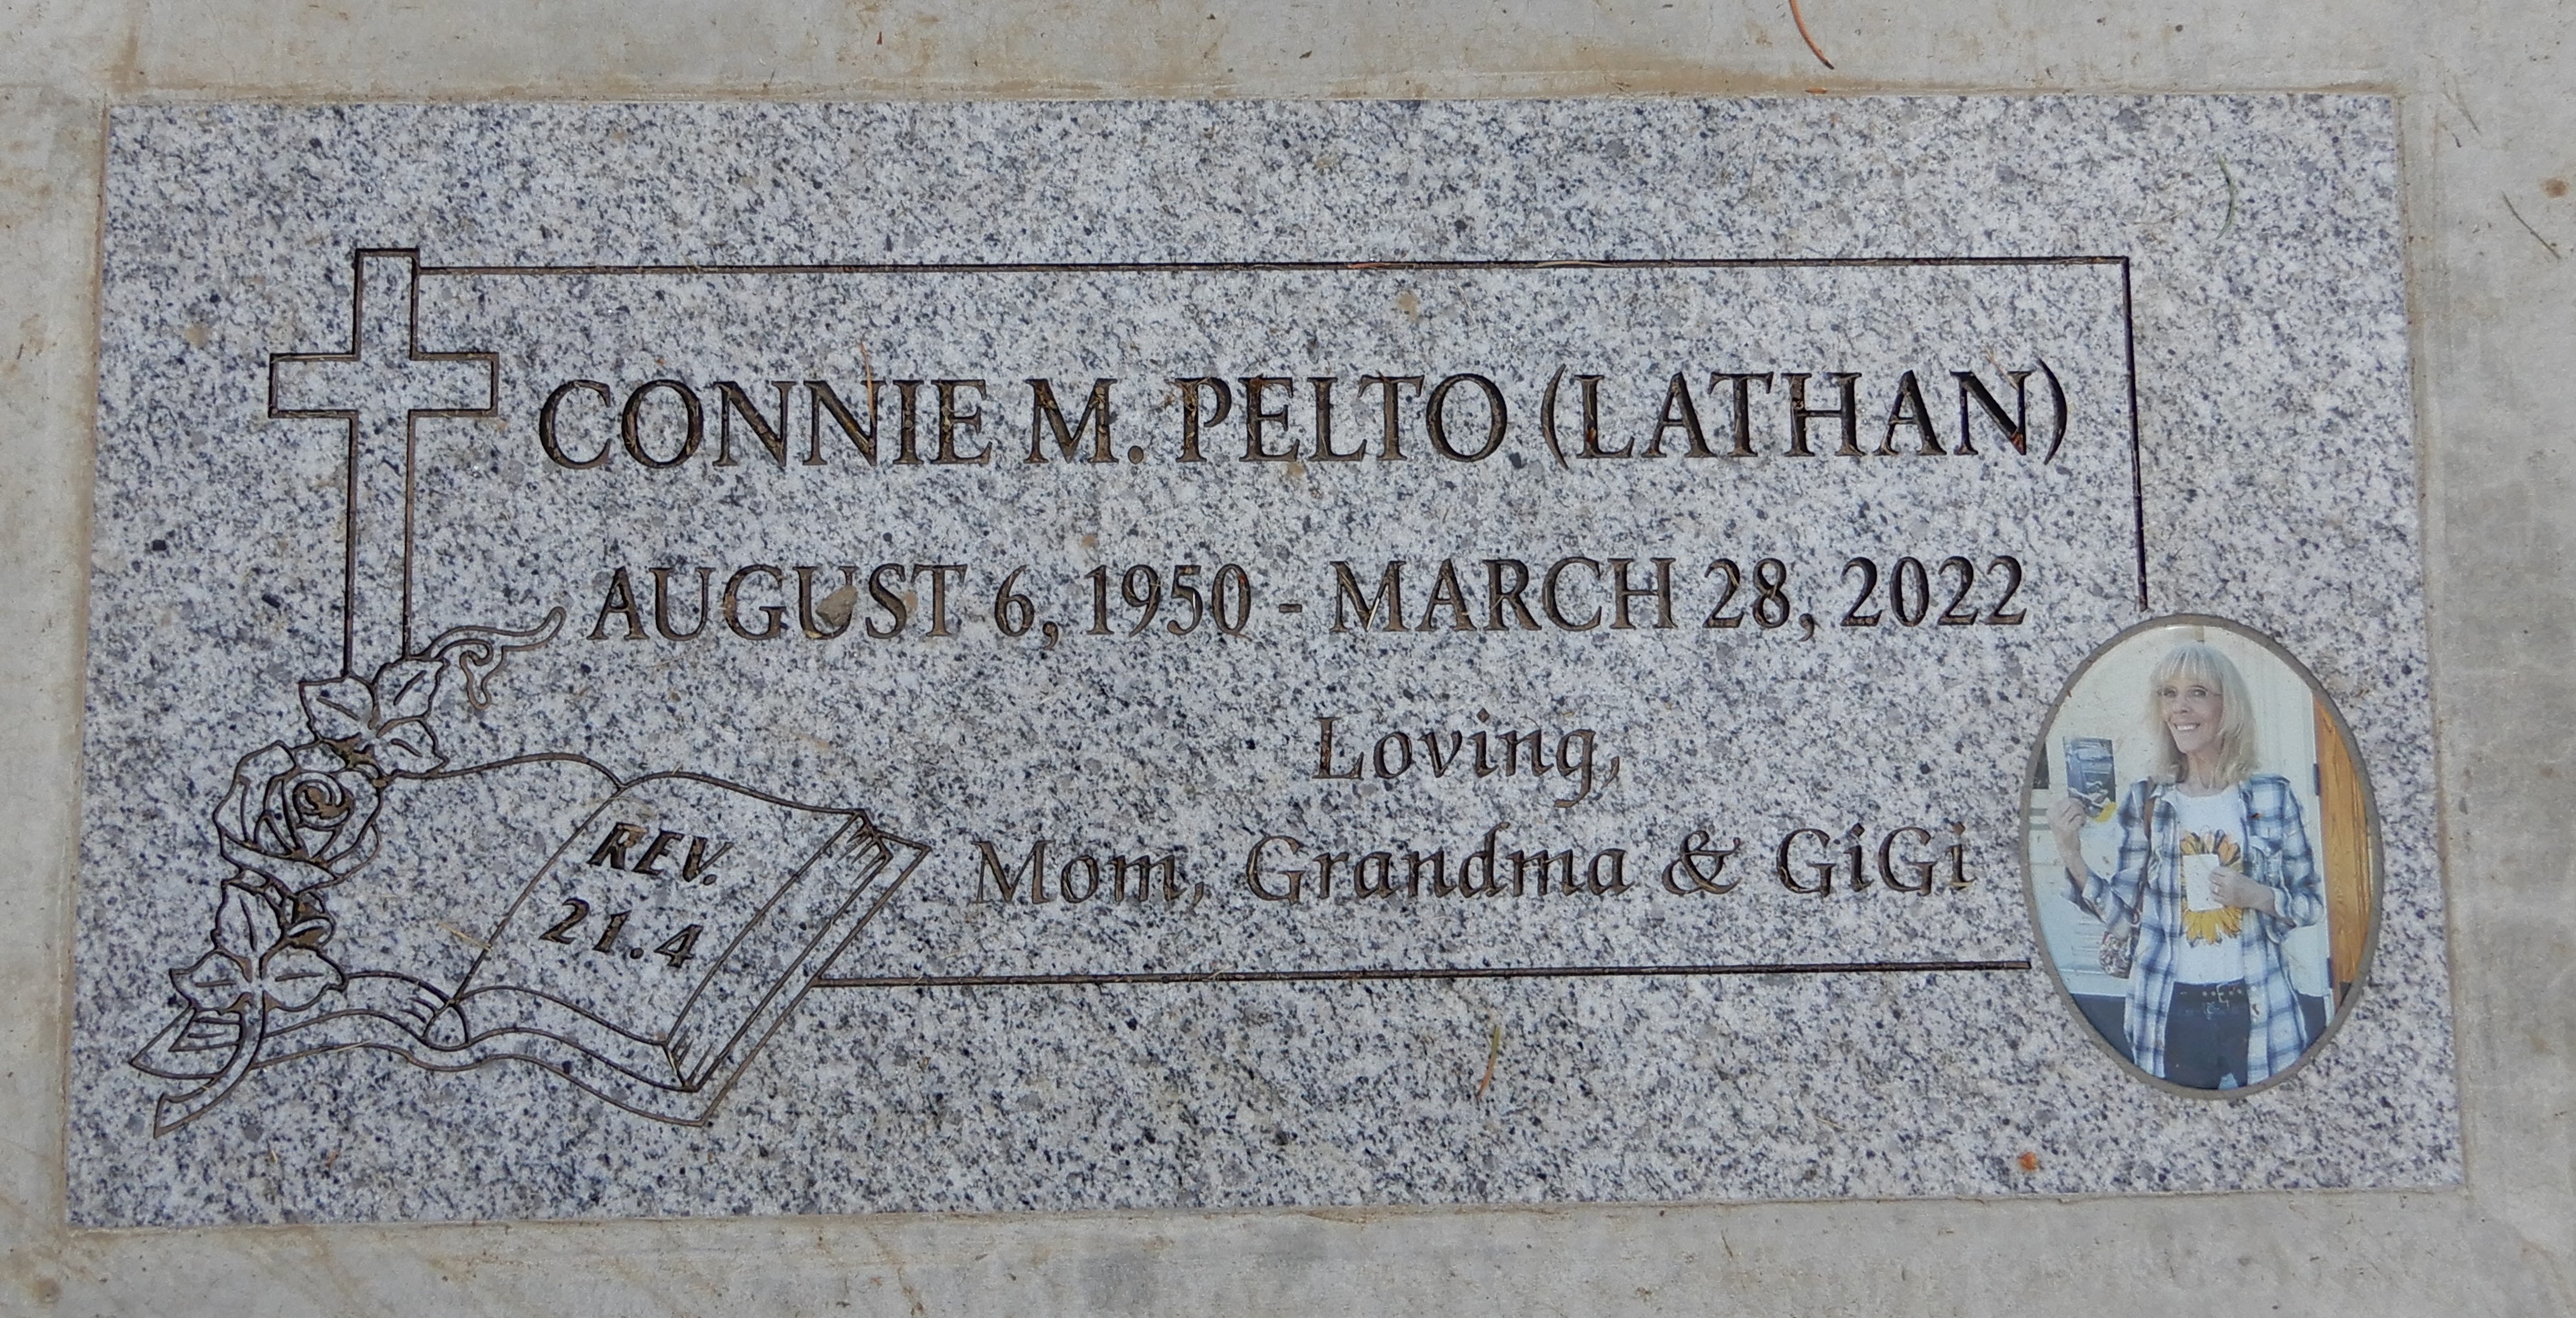 CONNIE M. PELTO (LATHAN)
AUGUST 6, 1950 - MARCH 28, 2022
Loving,
Mom, Grandma & GiGi
REV.
21.4